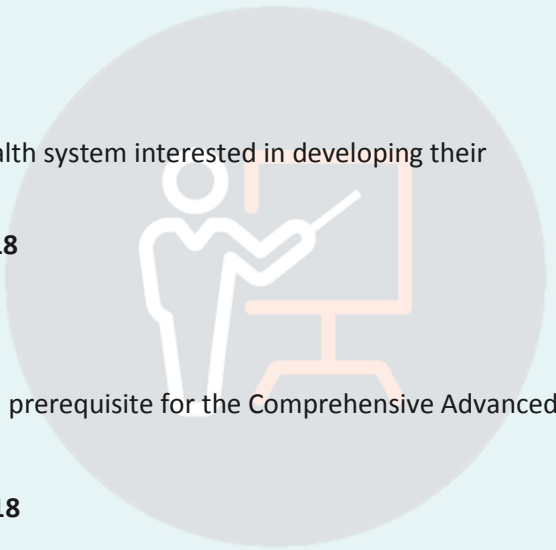 alth system interested in developing their
18
prerequisite for the Comprehensive Advanced
18